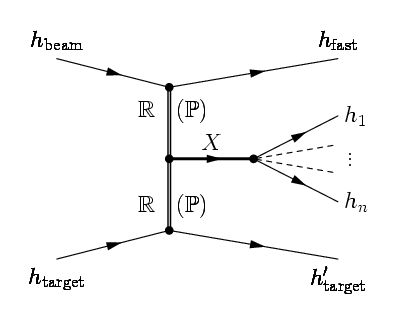 h_beam h_fast
ℝ (ℙ)
X h_1
⋮
ℝ (ℙ) h_n
h_target h′_target